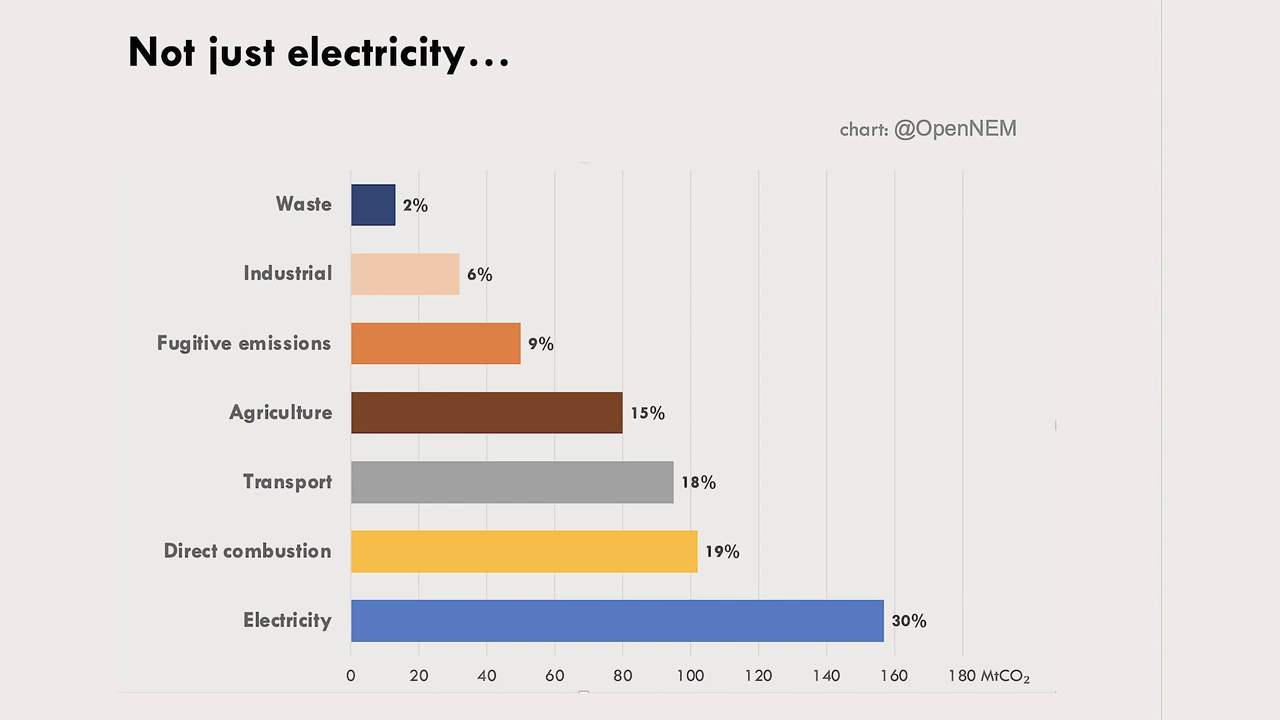 Not just electricity...
chart: @OpenNEM
Waste 2%
Industrial 6%
Fugitive emissions 9%
Agriculture 15%
Transport 18%
Direct combustion 19%
Electricity 30%
0 20 40 60 80 100 120 140 160 180 MtCO₂